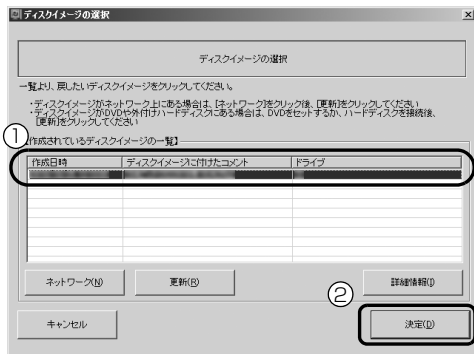 ディスクイメージの選択
ディスクイメージの選択
一覧より、戻したいディスクイメージをクリックしてください。
・ディスクイメージがネットワーク上にある場合は、[ネットワーク]をクリック後、[更新]をクリックしてください
・ディスクイメージがDVDや外付けハードディスクにある場合は、DVDをセットするか、ハードディスクを接続後、
[更新]をクリックしてください
①
【作成されているディスクイメージの一覧】
作成日時 ディスクイメージに付けたコメント ドライブ
ネットワーク(N) 更新(R) 詳細情報(I)
②
キャンセル 決定(D)